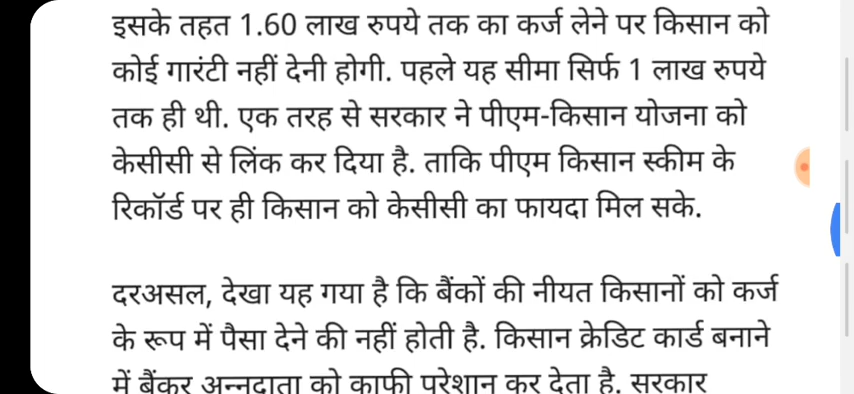 इसके तहत 1.60 लाख रुपये तक का कर्ज लेने पर किसान को
कोई गारंटी नहीं देनी होगी. पहले यह सीमा सिर्फ 1 लाख रुपये
तक ही थी. एक तरह से सरकार ने पीएम-किसान योजना को
केसीसी से लिंक कर दिया है. ताकि पीएम किसान स्कीम के
रिकॉर्ड पर ही किसान को केसीसी का फायदा मिल सके.
दरअसल, देखा यह गया है कि बैंकों की नीयत किसानों को कर्ज
के रूप में पैसा देने की नहीं होती है. किसान क्रेडिट कार्ड बनाने
में बैंकर अन्नदाता को काफी परेशान कर देता है. सरकार